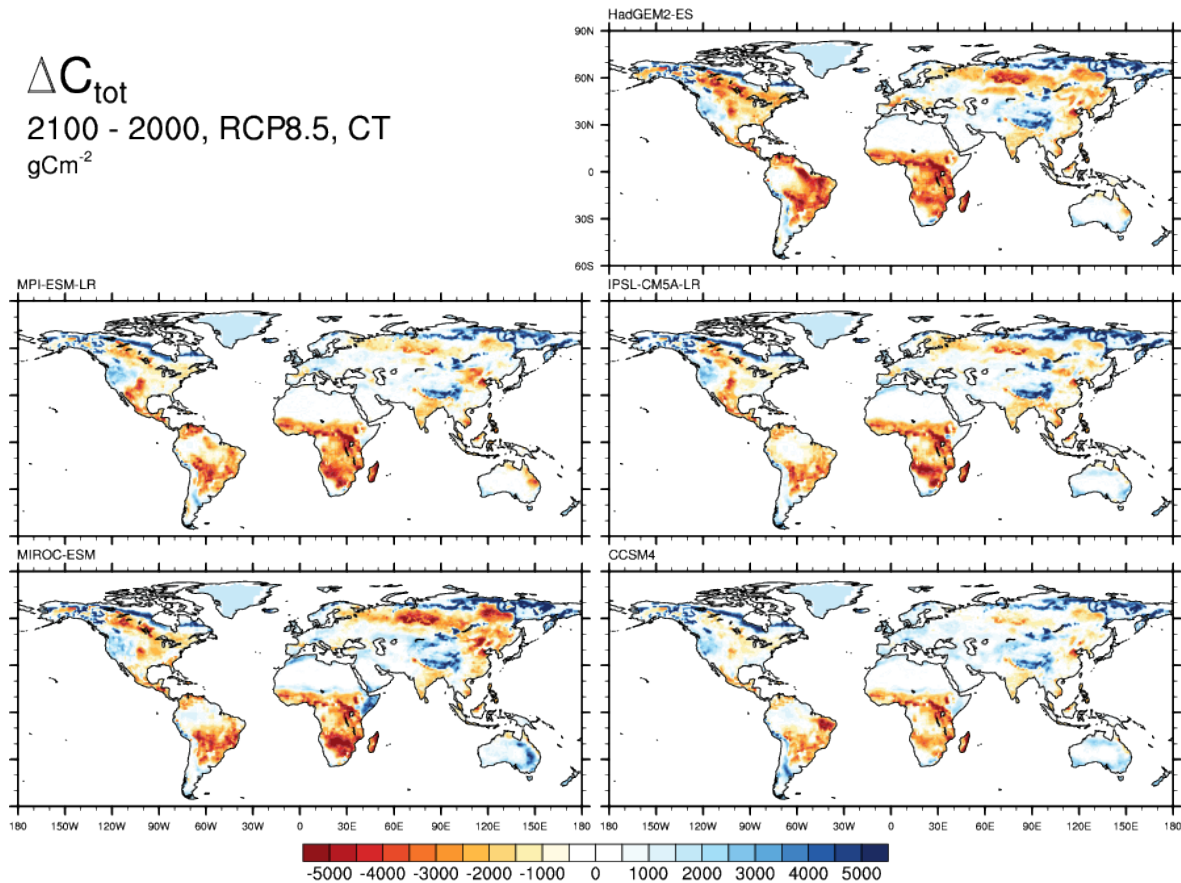 HadGEM2-ES
ΔCtot
2100 - 2000, RCP8.5, CT
gCm-2
90N
60N
30N
0
30S
60S
MPI-ESM-LR
IPSL-CM5A-LR
MIROC-ESM
CCSM4
180 150W 120W 90W 60W 30W 0 30E 60E 90E 120E 150E 180
180 150W 120W 90W 60W 30W 0 30E 60E 90E 120E 150E 180
-5000 -4000 -3000 -2000 -1000 0 1000 2000 3000 4000 5000